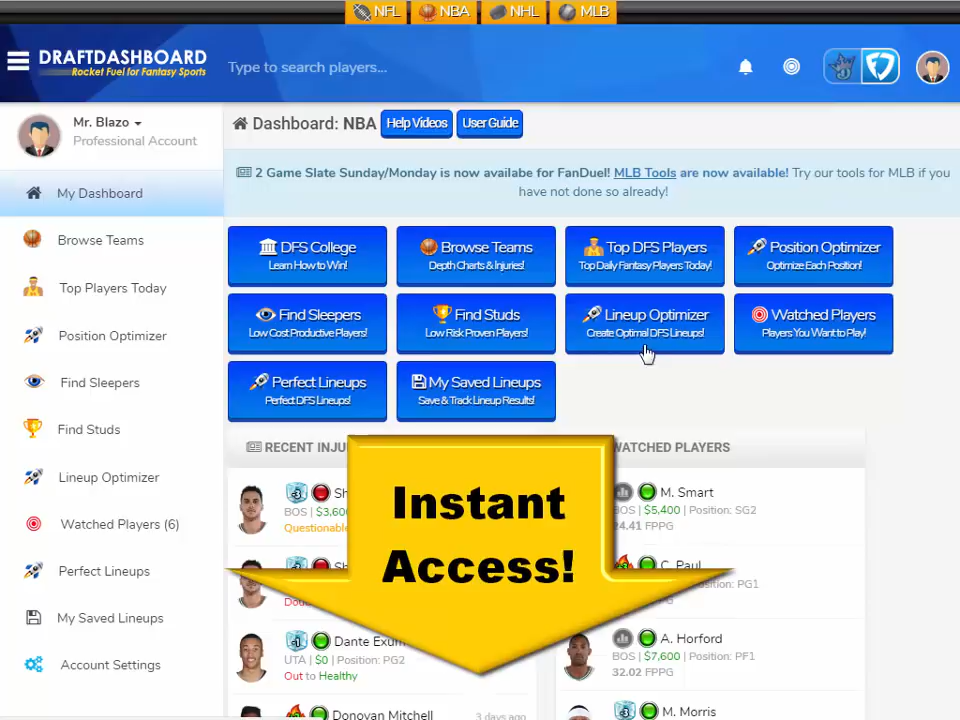 NFL NBA NHL MLB
DRAFTDASHBOARD
Rocket Fuel for Fantasy Sports
Type to search players...
Mr. Blazo
Professional Account
My Dashboard
Browse Teams
Top Players Today
Position Optimizer
Find Sleepers
Find Studs
Lineup Optimizer
Watched Players (6)
Perfect Lineups
My Saved Lineups
Account Settings
Dashboard: NBA Help Videos User Guide
2 Game Slate Sunday/Monday is now availabe for FanDuel! MLB Tools are now available! Try our tools for MLB if you
have not done so already!
DFS College
Learn How to Win!
Browse Teams
Depth Charts & Injuries!
Top DFS Players
Top Daily Fantasy Players Today!
Position Optimizer
Optimize Each Position!
Find Sleepers
Low Cost Productive Players!
Find Studs
Low Risk Proven Players!
Lineup Optimizer
Create Optimal DFS Lineups!
Watched Players
Players You Want to Play!
Perfect Lineups
Perfect DFS Lineups!
My Saved Lineups
Save & Track Lineup Results!
RECENT
BOS | $3,600
Questionable
Dante Exum
UTA | $0 | Position: PG2
Out to Healthy
Donovan Mitchell
3 days ago
Instant
Access!
WATCHED PLAYERS
M. Smart
BOS | $5,400 | Position: SG2
24.41 FPPG
C. Paul
PG1
A. Horford
BOS | $7,600 | Position: PF1
32.02 FPPG
M. Morris